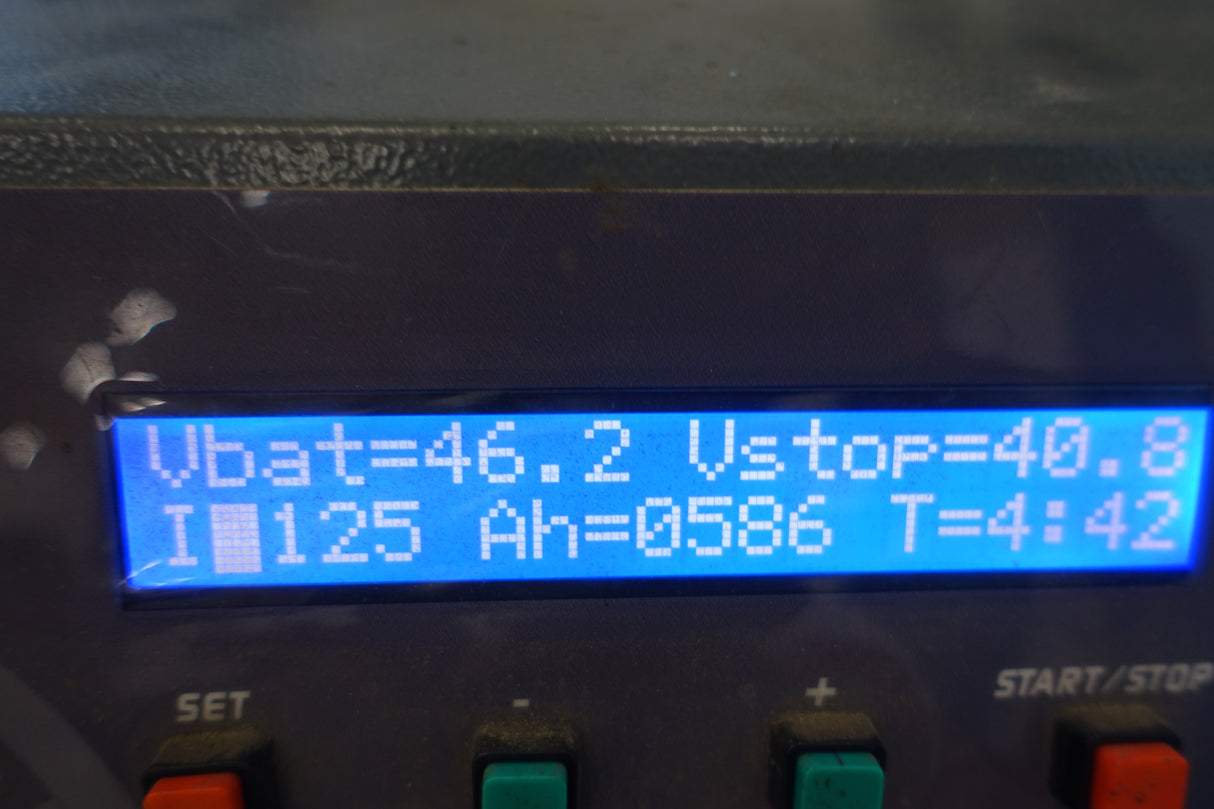 Vbat=46.2 Vstop=40.8
I█125 Ah=0586 T=4:42
SET - + START/STOP